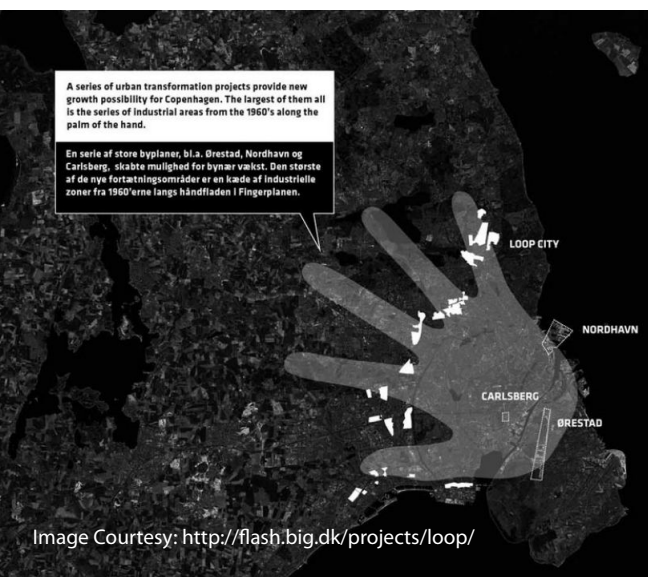 A series of urban transformation projects provide new
growth possibility for Copenhagen. The largest of them all
is the series of industrial areas from the 1960's along the
palm of the hand.
En serie af store byplaner, bl.a. Ørestad, Nordhavn og
Carlsberg, skabte mulighed for bynær vækst. Den største
af de nye fortætningsområder er en kæde af industrielle
zoner fra 1960'erne langs håndfladen i Fingerplanen.
LOOP CITY
NORDHAVN
CARLSBERG
ØRESTAD
Image Courtesy: http://flash.big.dk/projects/loop/